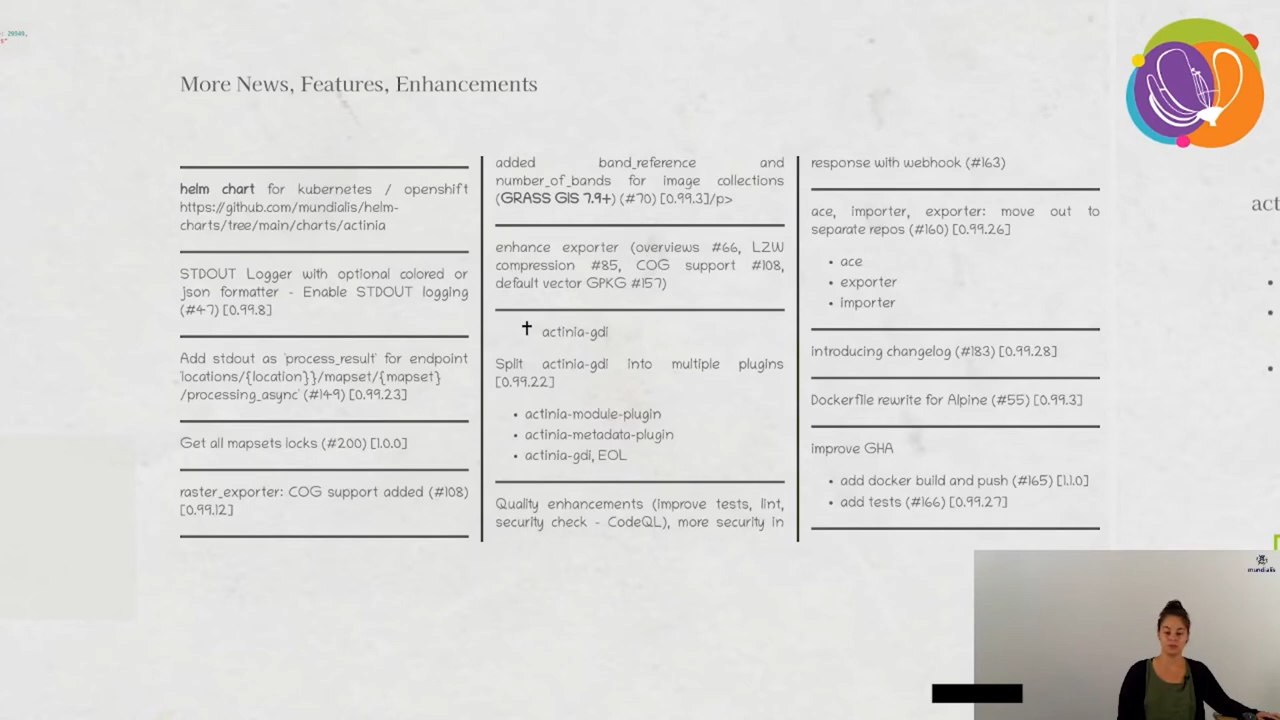 : 29949,
s"
More News, Features, Enhancements
helm chart for kubernetes / openshift
https://github.com/mundialis/helm-
charts/tree/main/charts/actinia
STDOUT Logger with optional colored or
json formatter - Enable STDOUT logging
(#47) [0.99.8]
Add stdout as 'process_result' for endpoint
'locations/{location}}/mapset/{mapset}
/processing_async' (#149) [0.99.23]
Get all mapsets locks (#200) [1.0.0]
raster_exporter: COG support added (#108)
[0.99.12]
added band_reference and
number_of_bands for image collections
(GRASS GIS 7.9+) (#70) [0.99.3]/p>
enhance exporter (overviews #66, LZW
compression #85, COG support #108,
default vector GPKG #157)
✝ actinia-gdi
Split actinia-gdi into multiple plugins
[0.99.22]
• actinia-module-plugin
• actinia-metadata-plugin
• actinia-gdi, EOL
Quality enhancements (improve tests, lint,
security check - CodeQL), more security in
response with webhook (#163)
ace, importer, exporter: move out to
separate repos (#160) [0.99.26]
• ace
• exporter
• importer
introducing changelog (#183) [0.99.28]
Dockerfile rewrite for Alpine (#55) [0.99.3]
improve GHA
• add docker build and push (#165) [1.1.0]
• add tests (#166) [0.99.27]
act
mundialis